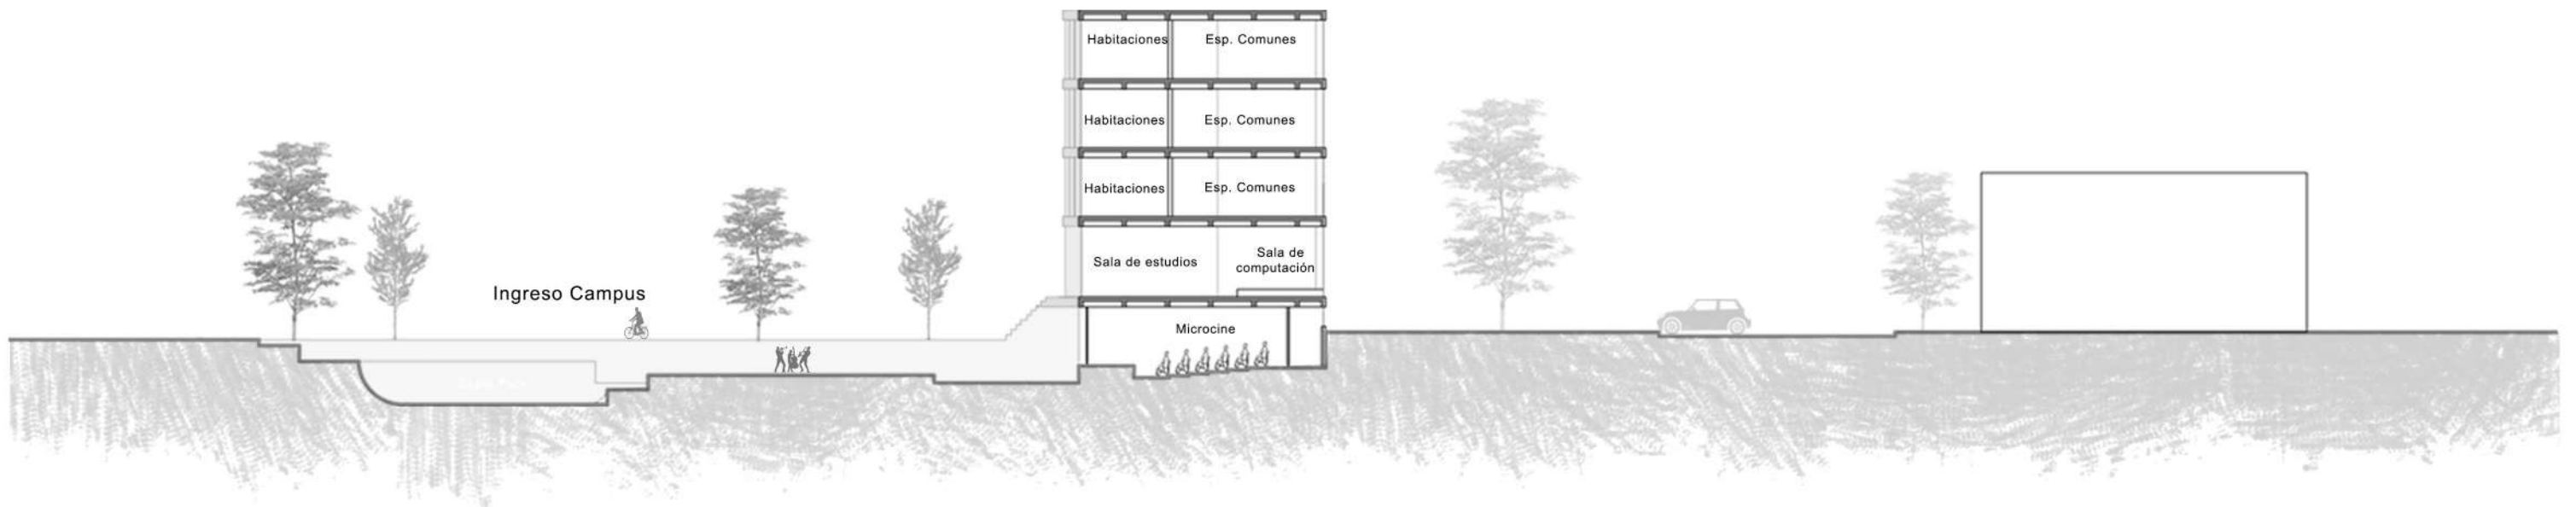 Habitaciones Esp. Comunes
Habitaciones Esp. Comunes
Habitaciones Esp. Comunes
Sala de estudios
Sala de
computación
Ingreso Campus
Microcine